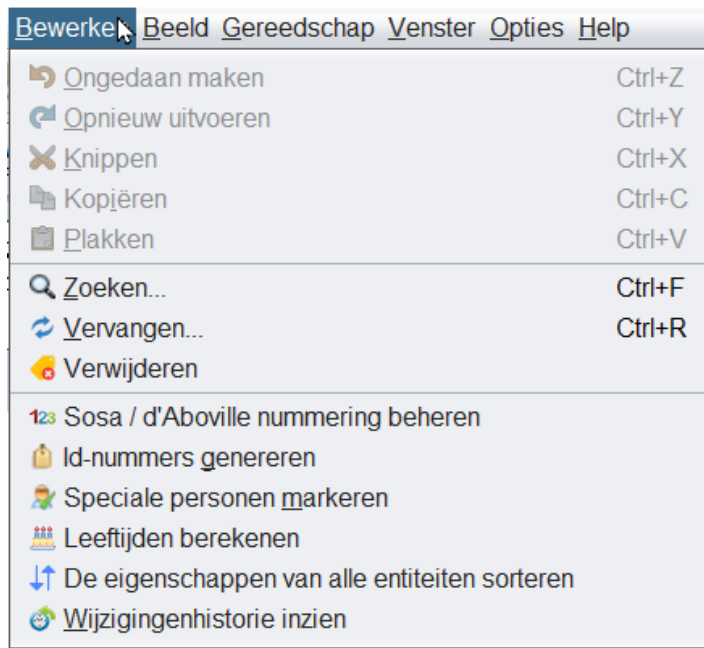 Bewerken Beeld Gereedschap Venster Opties Help
Ongedaan maken Ctrl+Z
Opnieuw uitvoeren Ctrl+Y
Knippen Ctrl+X
Kopiëren Ctrl+C
Plakken Ctrl+V
Zoeken... Ctrl+F
Vervangen... Ctrl+R
Verwijderen
123 Sosa / d'Aboville nummering beheren
Id-nummers genereren
Speciale personen markeren
Leeftijden berekenen
De eigenschappen van alle entiteiten sorteren
Wijzigingenhistorie inzien